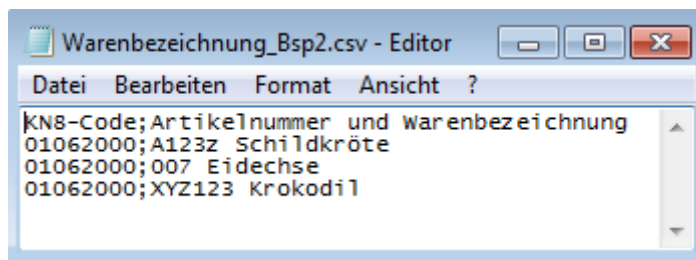 Warenbezeichnung_Bsp2.csv - Editor
Datei Bearbeiten Format Ansicht ?
KN8-Code;Artikelnummer und Warenbezeichnung
01062000;A123z Schildkröte
01062000;007 Eidechse
01062000;XYZ123 Krokodil